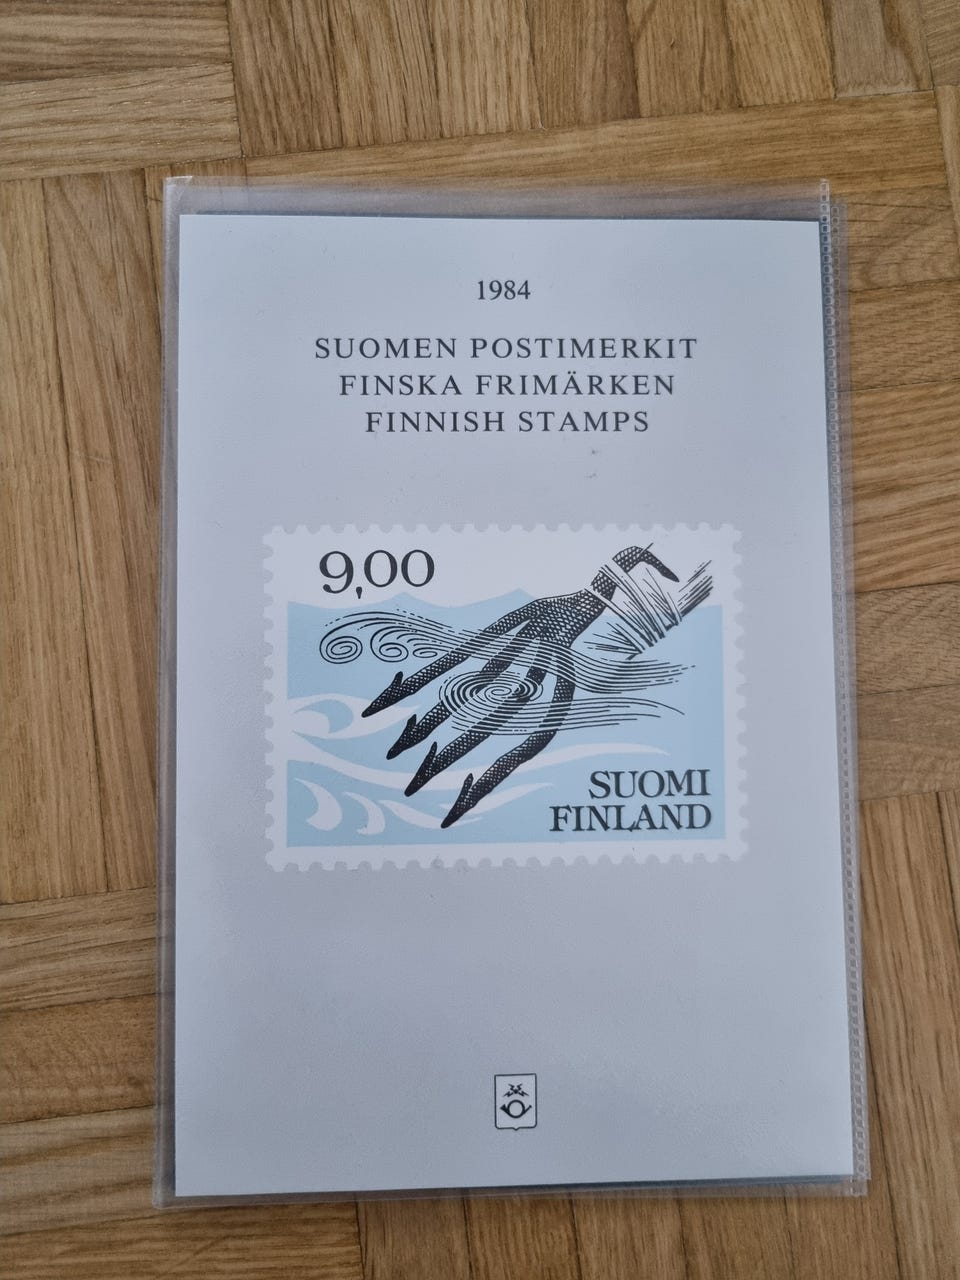 1984
SUOMEN POSTIMERKIT
FINSKA FRIMÄRKEN
FINNISH STAMPS
9,00
SUOMI
FINLAND